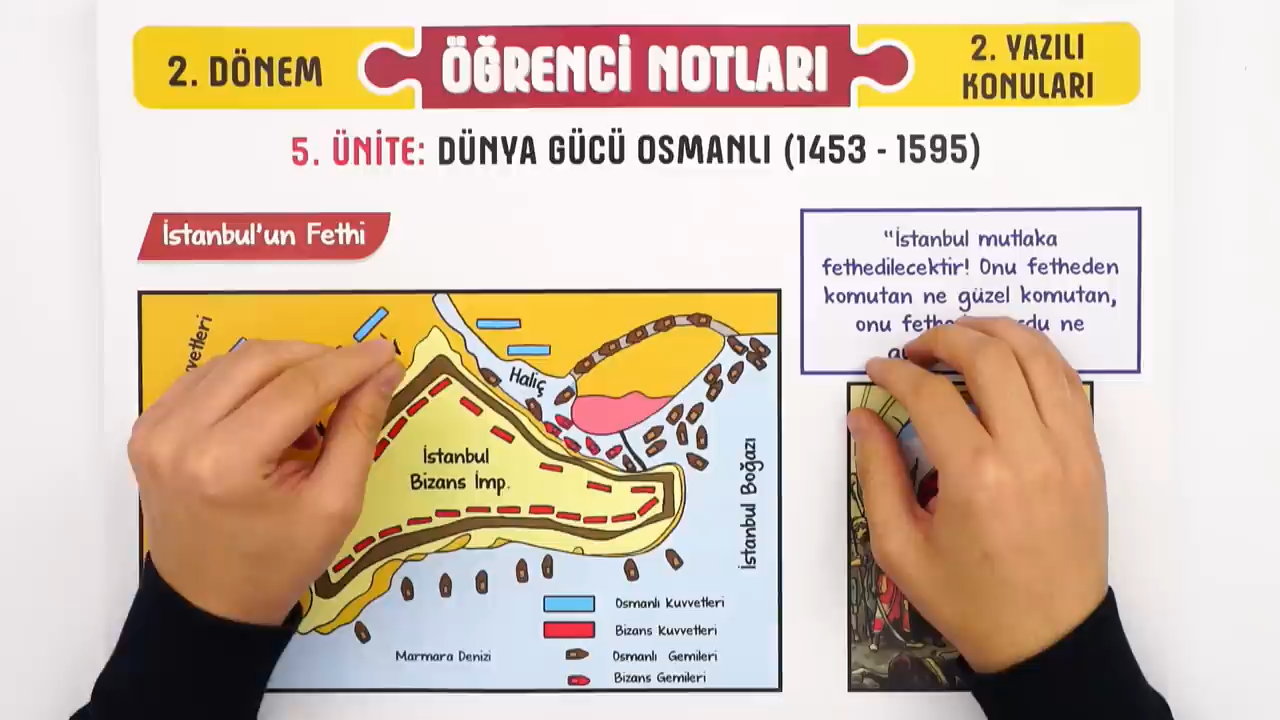 2. DÖNEM
ÖĞRENCİ NOTLARI
2. YAZILI
KONULARI
5. ÜNİTE: DÜNYA GÜCÜ OSMANLI (1453 - 1595)
İstanbul'un Fethi
"İstanbul mutlaka
fethedilecektir! Onu fetheden
komutan ne güzel komutan,
onu ne
Haliç
İstanbul
Bizans İmp.
İstanbul Boğazı
Osmanlı Kuvvetleri
Bizans Kuvvetleri
Osmanlı Gemileri
Bizans Gemileri
Marmara Denizi